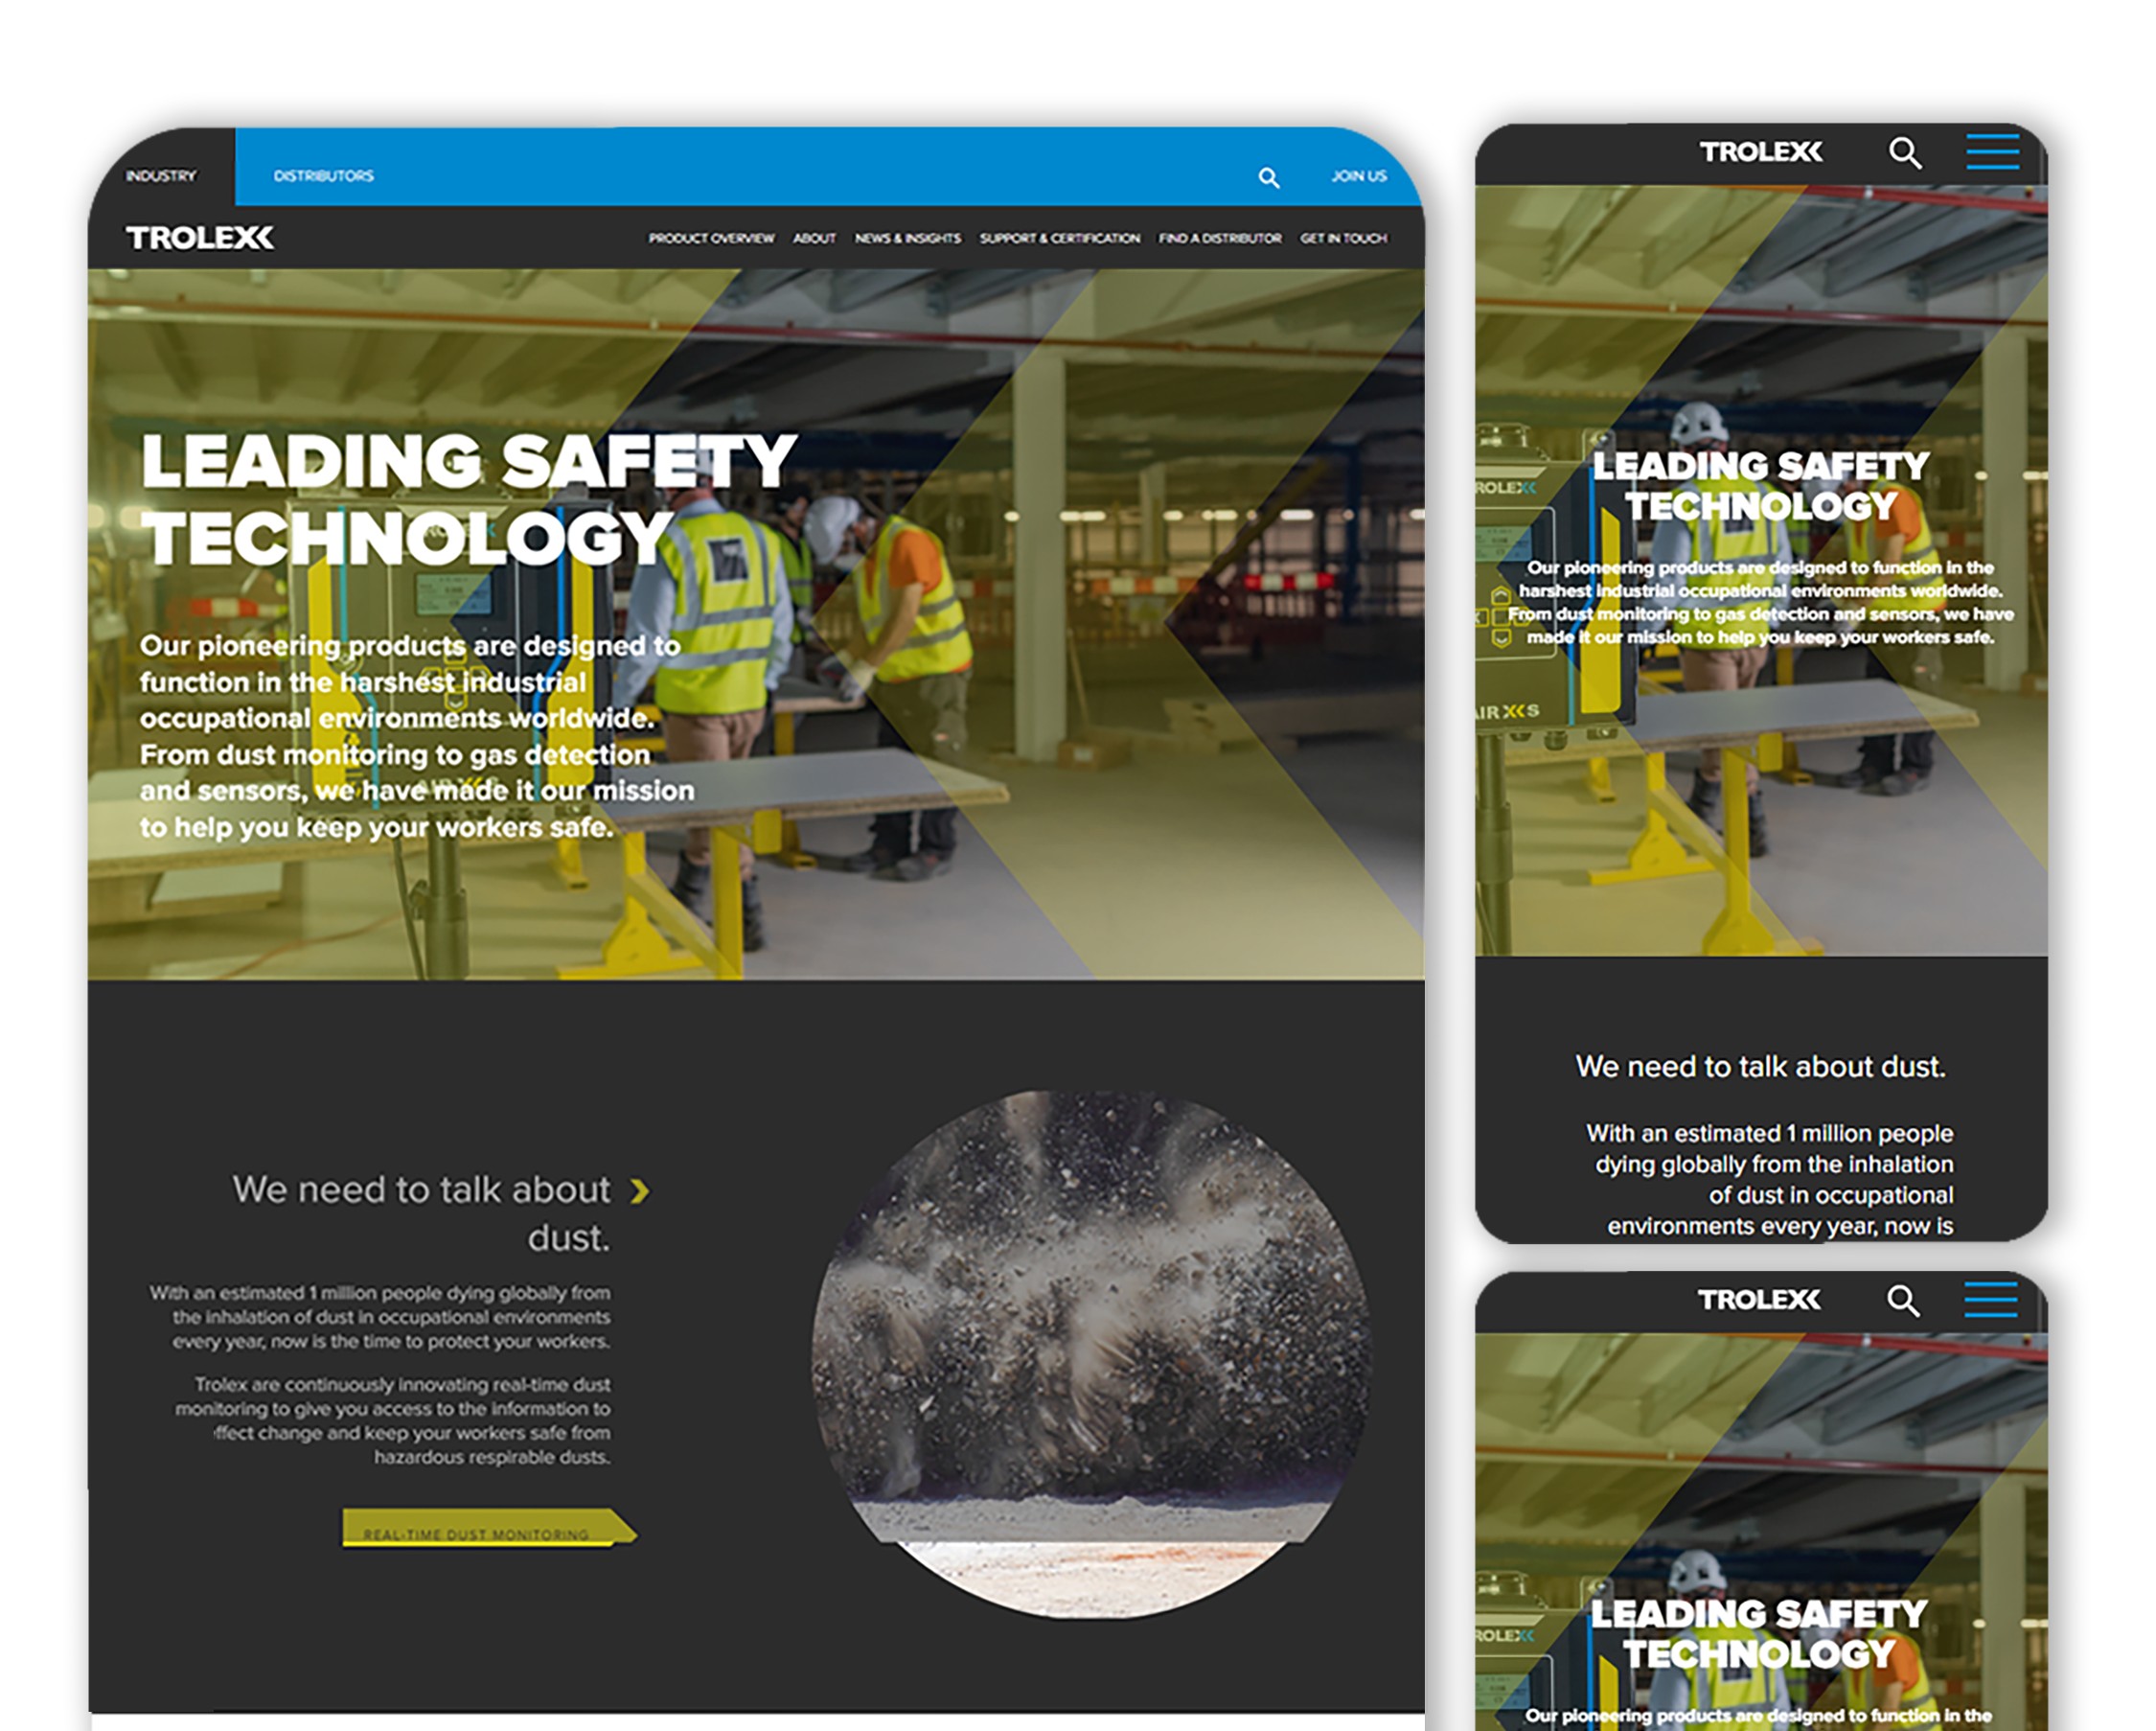 INDUSTRY
DISTRIBUTORS
JOIN US
TROLEX
PRODUCT OVERVIEW ABOUT NEWS & INSIGHTS SUPPORT & CERTIFICATION FIND A DISTRIBUTOR GET IN TOUCH
LEADING SAFETY
TECHNOLOGY
Our pioneering products are designed to
function in the harshest industrial
occupational environments worldwide.
From dust monitoring to gas detection
and sensors, we have made it our mission
to help you keep your workers safe.
AIR XS
We need to talk about
dust.
With an estimated 1 million people dying globally from
the inhalation of dust in occupational environments
every year, now is the time to protect your workers.
Trolex are continuously innovating real-time dust
monitoring to give you access to the information to
ffect change and keep your workers safe from
hazardous respirable dusts.
REAL-TIME DUST MONITORING
TROLEX
LEADING SAFETY
TECHNOLOGY
ROLEX
Our pioneering products are designed to function in the
harshest industrial occupational environments worldwide.
From dust monitoring to gas detection and sensors, we have
made it our mission to help you keep your workers safe.
AIR XS
We need to talk about dust.
With an estimated 1 million people
dying globally from the inhalation
of dust in occupational
environments every year, now is
TROLEX
LEADING SAFETY
TECHNOLOGY
ROLEX
Our pioneering products are designed to function in the